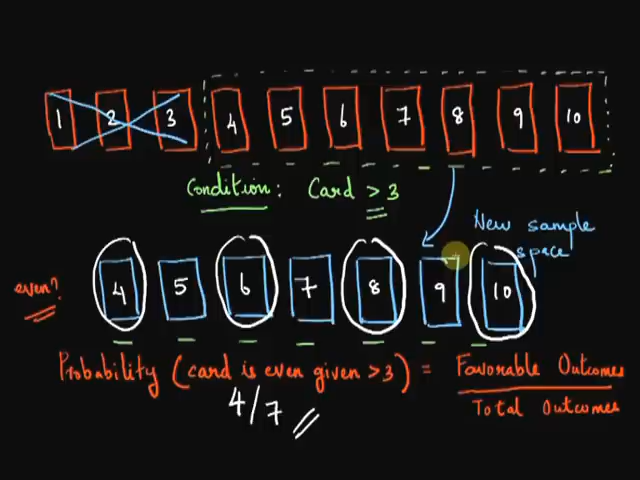 1 2 3 4 5 6 7 8 9 10
Condition: Card > 3
New sample
space
even? 4 5 6 7 8 9 10
Probability (card is even given >3) = Favorable Outcomes
Total Outcomes
4/7